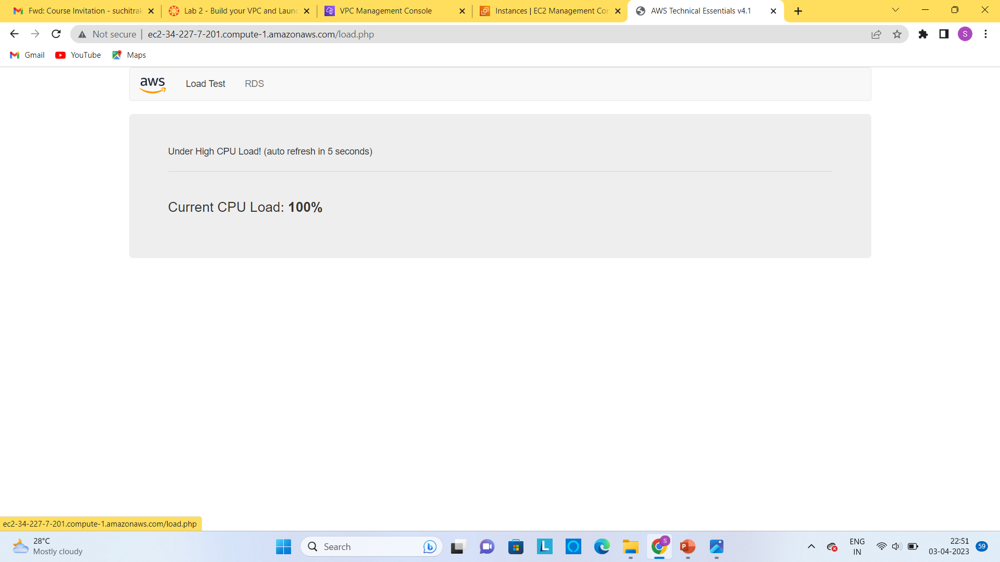 Fwd: Course Invitation - suchitrak
Lab 2 - Build your VPC and Launc
VPC Management Console
Instances | EC2 Management Con
AWS Technical Essentials v4.1
Not secure
ec2-34-227-7-201.compute-1.amazonaws.com/load.php
S
Gmail
YouTube
Maps
aws
Load Test
RDS
Under High CPU Load! (auto refresh in 5 seconds)
Current CPU Load: 100%
ec2-34-227-7-201.compute-1.amazonaws.com/load.php
28°C
Mostly cloudy
Search
ENG
IN
22:51
03-04-2023
59